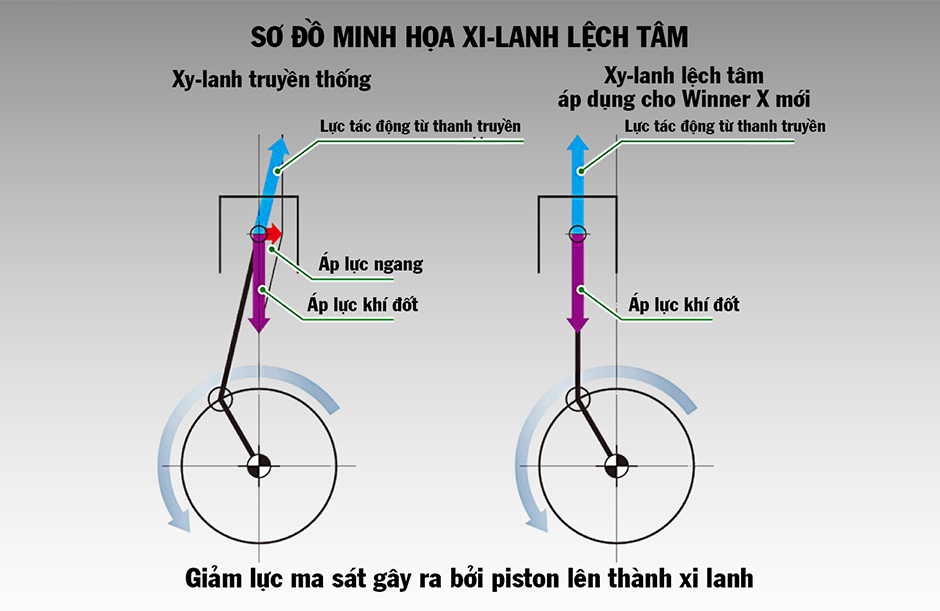 SƠ ĐỒ MINH HỌA XI-LANH LỆCH TÂM
Xy-lanh truyền thống
Xy-lanh lệch tâm
áp dụng cho Winner X mới
Lực tác động từ thanh truyền
Lực tác động từ thanh truyền
Áp lực ngang
Áp lực khí đốt
Áp lực khí đốt
Giảm lực ma sát gây ra bởi piston lên thành xi lanh